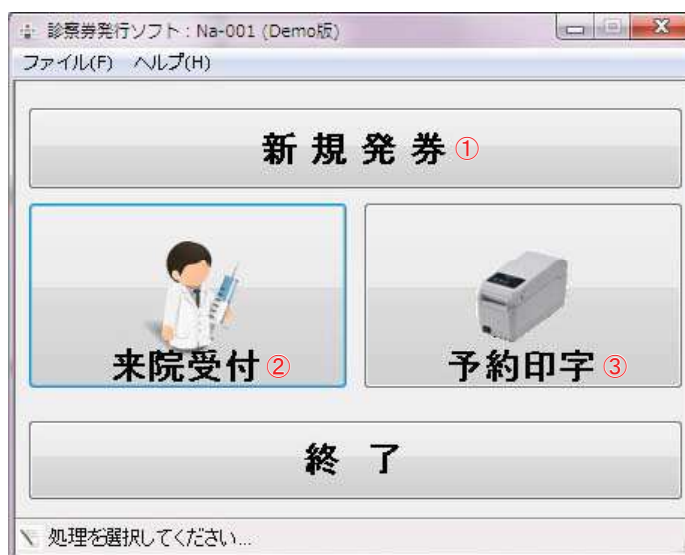 診察券発行ソフト : Na-001 (Demo版)
ファイル(F) ヘルプ(H)
新規発券 ①
来院受付 ②
予約印字 ③
終了
処理を選択してください...